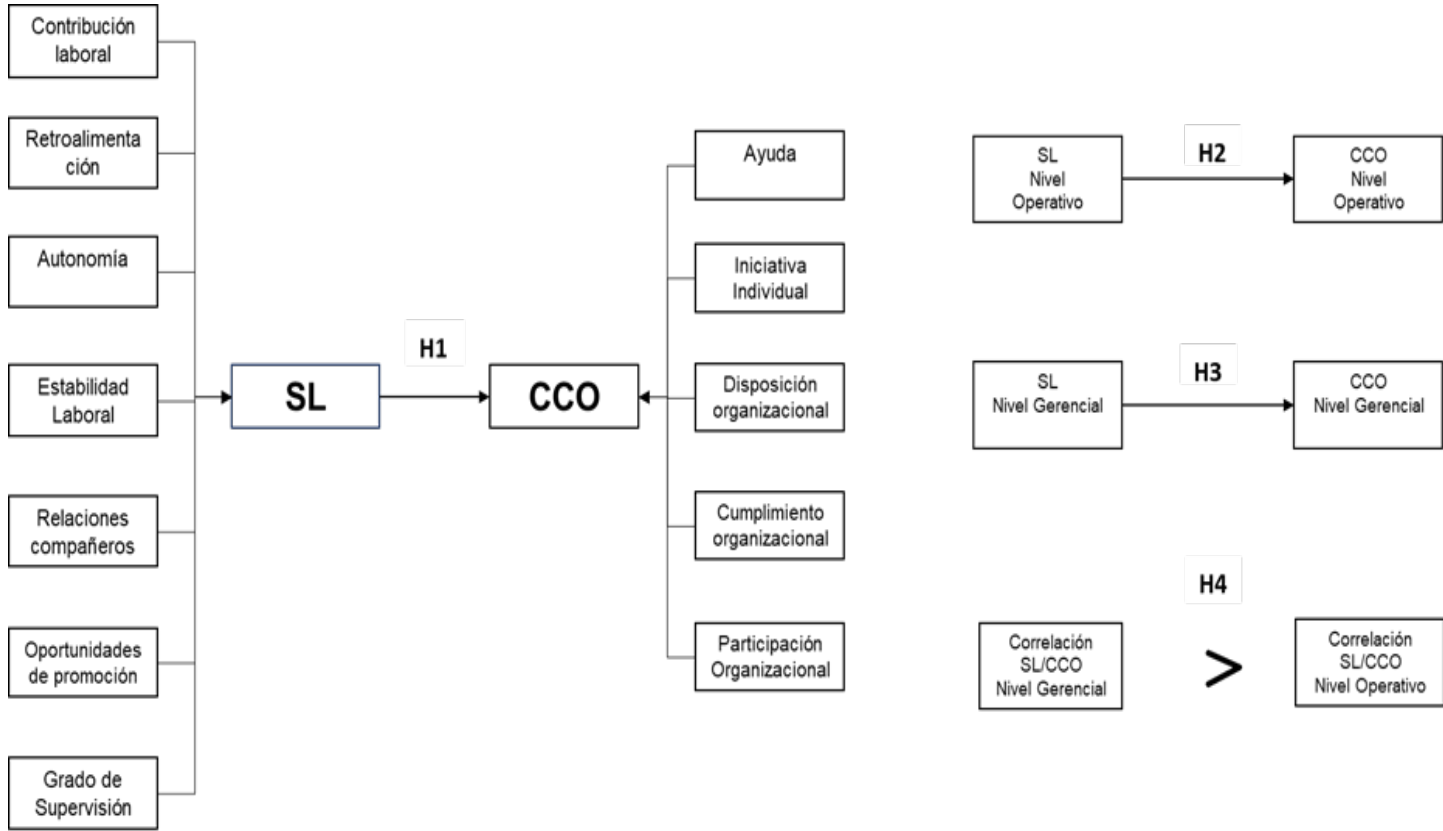 Contribución
laboral
Retroalimenta
ción
Autonomía
Estabilidad
Laboral
Relaciones
compañeros
Oportunidades
de promoción
Grado de
Supervisión
SL
H1
CCO
Ayuda
Iniciativa
Individual
Disposición
organizacional
Cumplimiento
organizacional
Participación
Organizacional
SL
Nivel
Operativo
H2
CCO
Nivel
Operativo
SL
Nivel Gerencial
H3
CCO
Nivel Gerencial
H4
Correlación
SL/CCO
Nivel Gerencial
>
Correlación
SL/CCO
Nivel Operativo